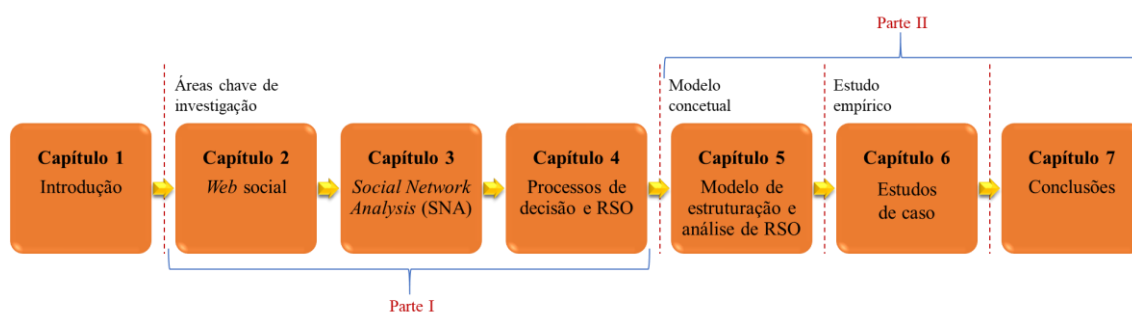 Parte II
Áreas chave de
investigação
Modelo
concetual
Estudo
empírico
Capítulo 1
Introdução
Capítulo 2
Web social
Capítulo 3
Social Network
Analysis (SNA)
Capítulo 4
Processos de
decisão e RSO
Capítulo 5
Modelo de
estruturação e
análise de RSO
Capítulo 6
Estudos
de caso
Capítulo 7
Conclusões
Parte I